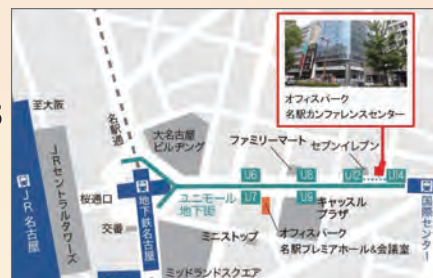 オフィスパーク
名駅カンファレンスセンター
至大阪
名駅通
大名古屋
ビルヂング
ファミリーマート
セブンイレブン
JRセントラルタワーズ
U6
U8
U12
U14
JR名古屋
桜通口
地下鉄名古屋
ユニモール
地下街
U7
U9
キャッスル
プラザ
国際センター
交番
ミニストップ
オフィスパーク
名駅プレミアホール&会議室
ミッドランドスクエア